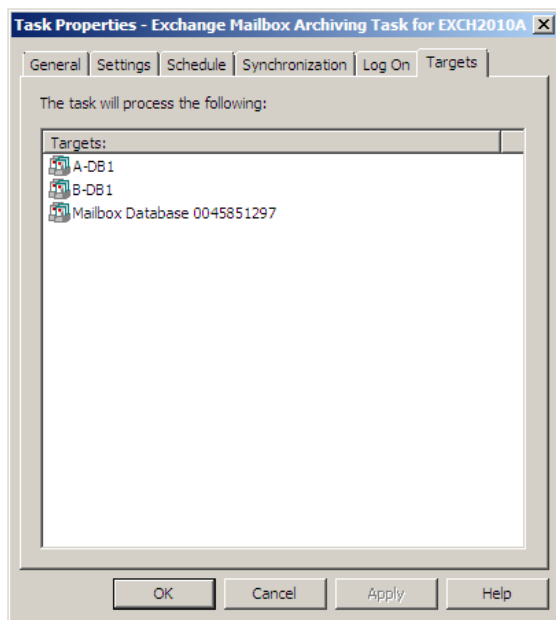 Task Properties - Exchange Mailbox Archiving Task for EXCH2010A
General Settings Schedule Synchronization Log On Targets
The task will process the following:
Targets:
A-DB1
B-DB1
Mailbox Database 0045851297
OK Cancel Apply Help